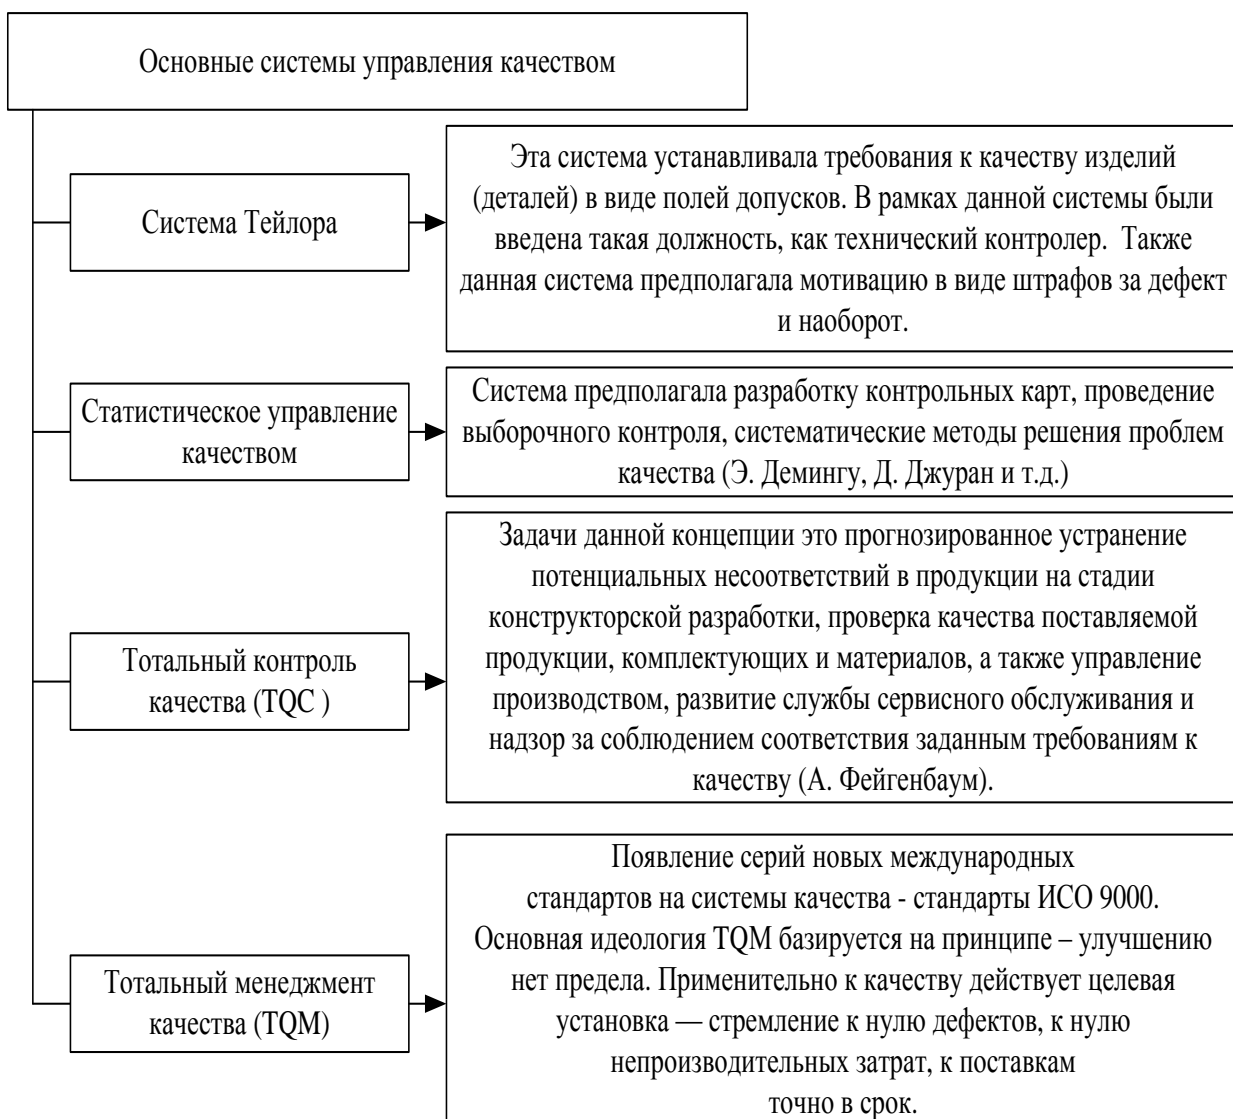 Основные системы управления качеством
Система Тейлора
Эта система устанавливала требования к качеству изделий
(деталей) в виде полей допусков. В рамках данной системы были
введена такая должность, как технический контролер. Также
данная система предполагала мотивацию в виде штрафов за дефект
и наоборот.
Статистическое управление
качеством
Система предполагала разработку контрольных карт, проведение
выборочного контроля, систематические методы решения проблем
качества (Э. Демингу, Д. Джуран и т.д.)
Тотальный контроль
качества (TQC )
Задачи данной концепции это прогнозированное устранение
потенциальных несоответствий в продукции на стадии
конструкторской разработки, проверка качества поставляемой
продукции, комплектующих и материалов, а также управление
производством, развитие службы сервисного обслуживания и
надзор за соблюдением соответствия заданным требованиям к
качеству (А. Фейгенбаум).
Тотальный менеджмент
качества (TQM)
Появление серий новых международных
стандартов на системы качества - стандарты ИСО 9000.
Основная идеология TQM базируется на принципе – улучшению
нет предела. Применительно к качеству действует целевая
установка — стремление к нулю дефектов, к нулю
непроизводительных затрат, к поставкам
точно в срок.